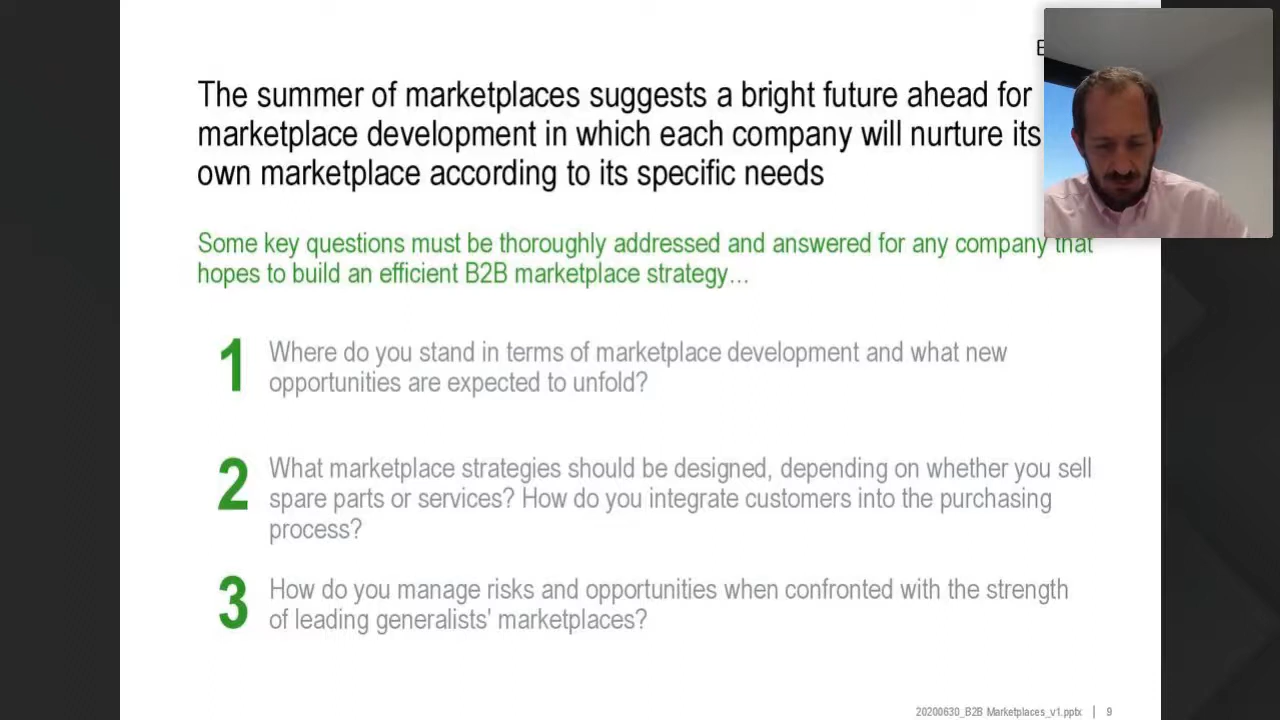 The summer of marketplaces suggests a bright future ahead for
marketplace development in which each company will nurture its
own marketplace according to its specific needs
Some key questions must be thoroughly addressed and answered for any company that
hopes to build an efficient B2B marketplace strategy…
1 Where do you stand in terms of marketplace development and what new
opportunities are expected to unfold?
2 What marketplace strategies should be designed, depending on whether you sell
spare parts or services? How do you integrate customers into the purchasing
process?
3 How do you manage risks and opportunities when confronted with the strength
of leading generalists' marketplaces?
20200630_B2B Marketplaces_v1.pptx | 9